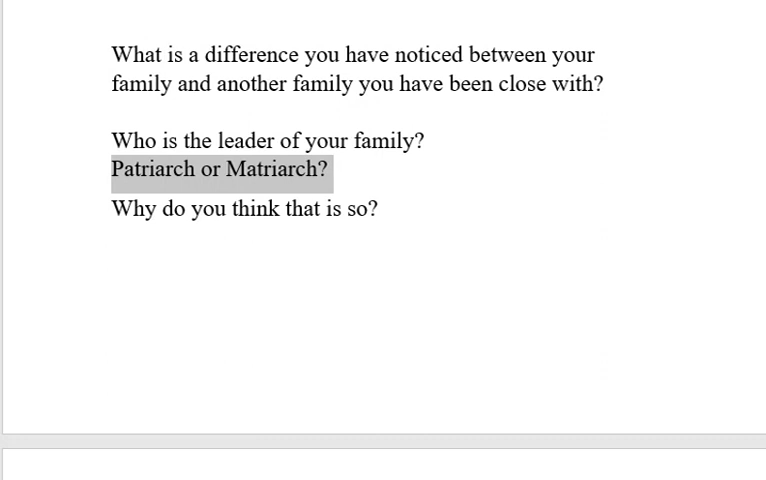 What is a difference you have noticed between your
family and another family you have been close with?
Who is the leader of your family?
Patriarch or Matriarch?
Why do you think that is so?